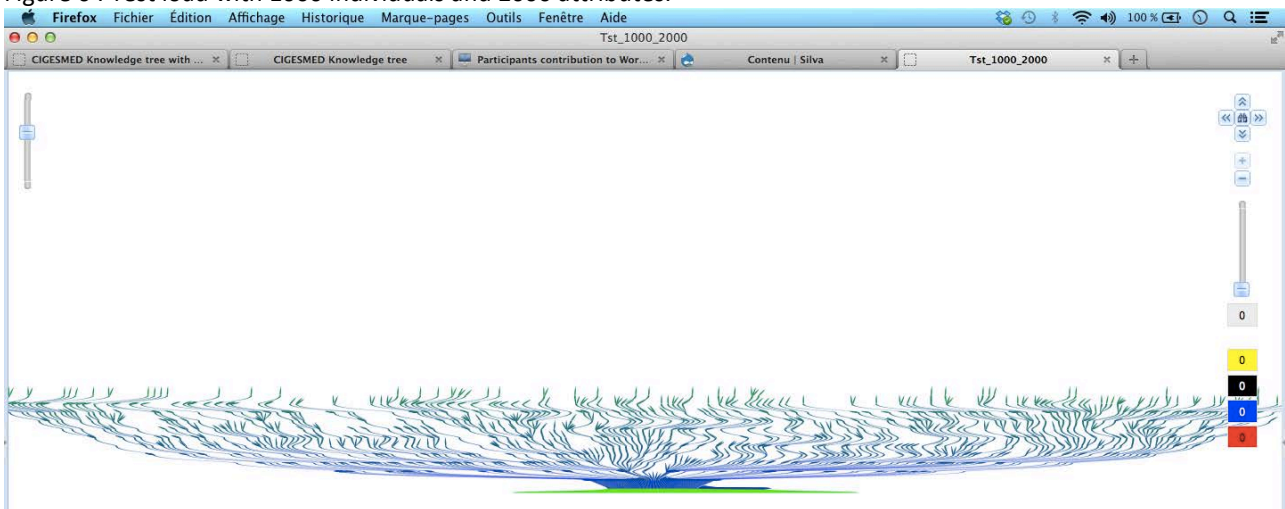 Firefox Fichier Édition Affichage Historique Marque-pages Outils Fenêtre Aide 100 %
Tst_1000_2000
CIGESMED Knowledge tree with ... CIGESMED Knowledge tree Participants contribution to Wor... Contenu | Silva Tst_1000_2000
0
0
0
0
0